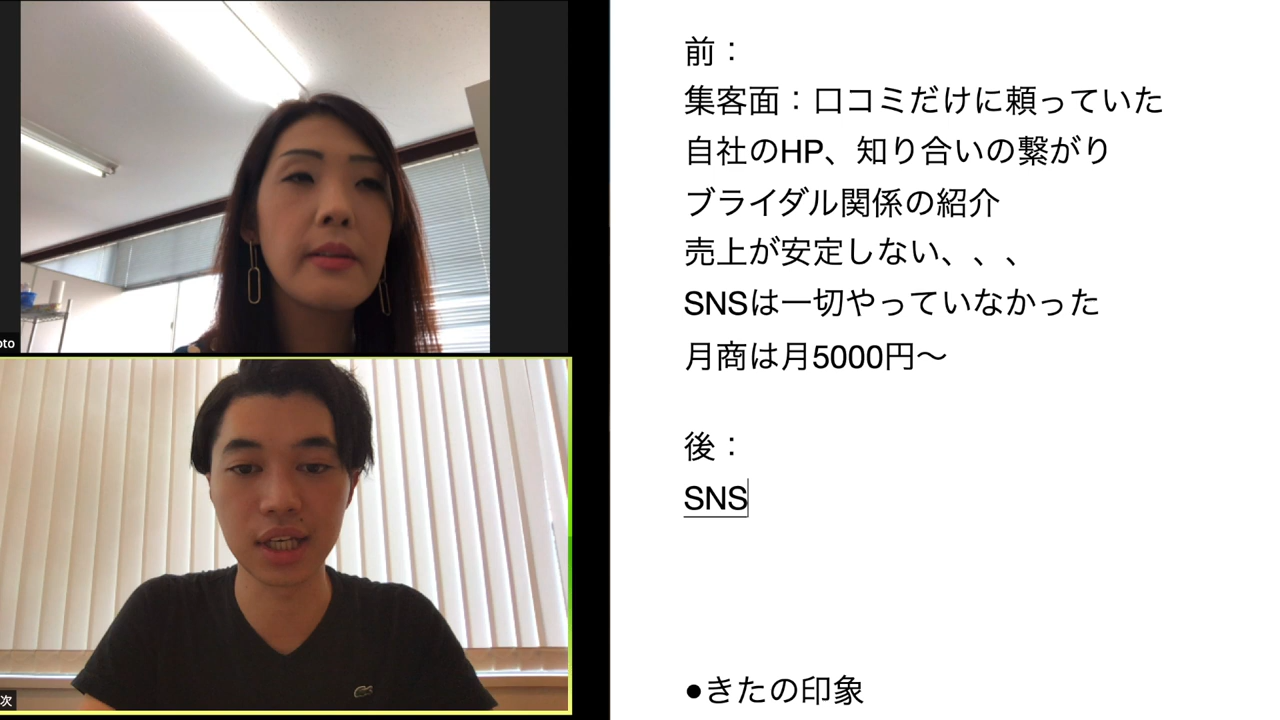 oto
次
前：
集客面：口コミだけに頼っていた
自社のHP、知り合いの繋がり
ブライダル関係の紹介
売上が安定しない、、、
SNSは一切やっていなかった
月商は月5000円〜
後：
SNS
●きたの印象